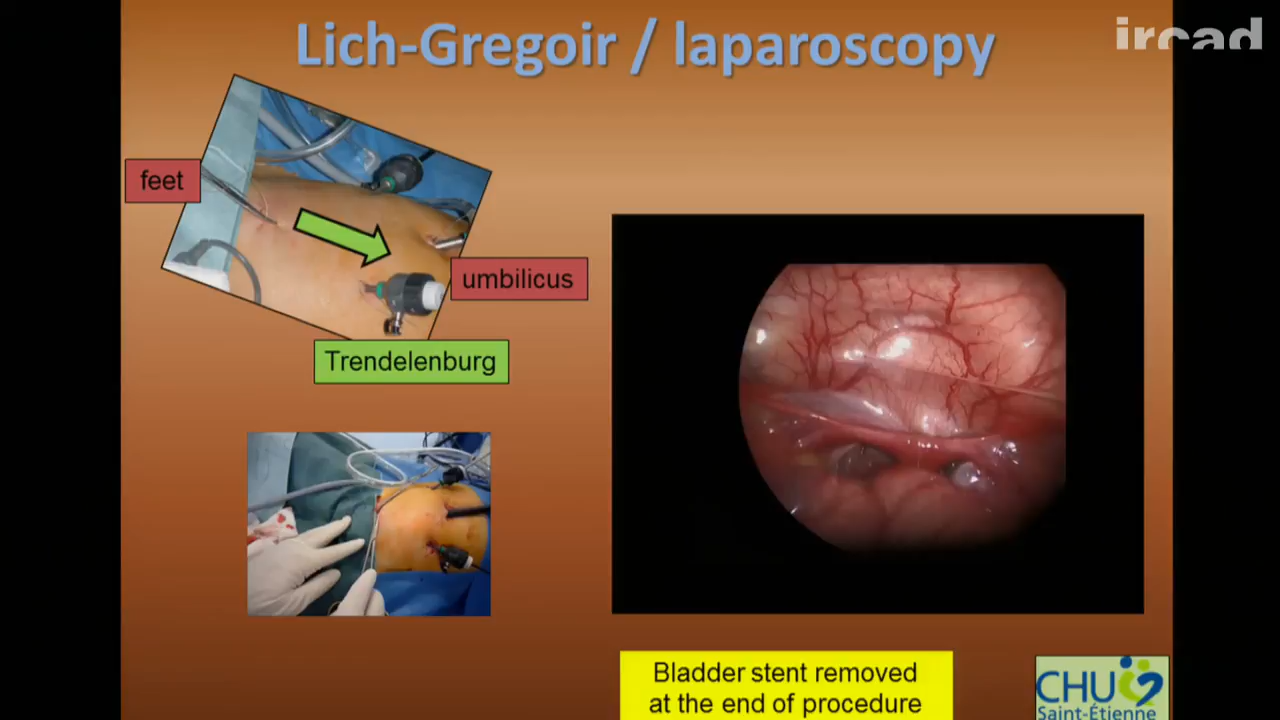 Lich-Gregoir / laparoscopy
ircad
feet
umbilicus
Trendelenburg
Bladder stent removed
at the end of procedure
CHU
Saint-Étienne